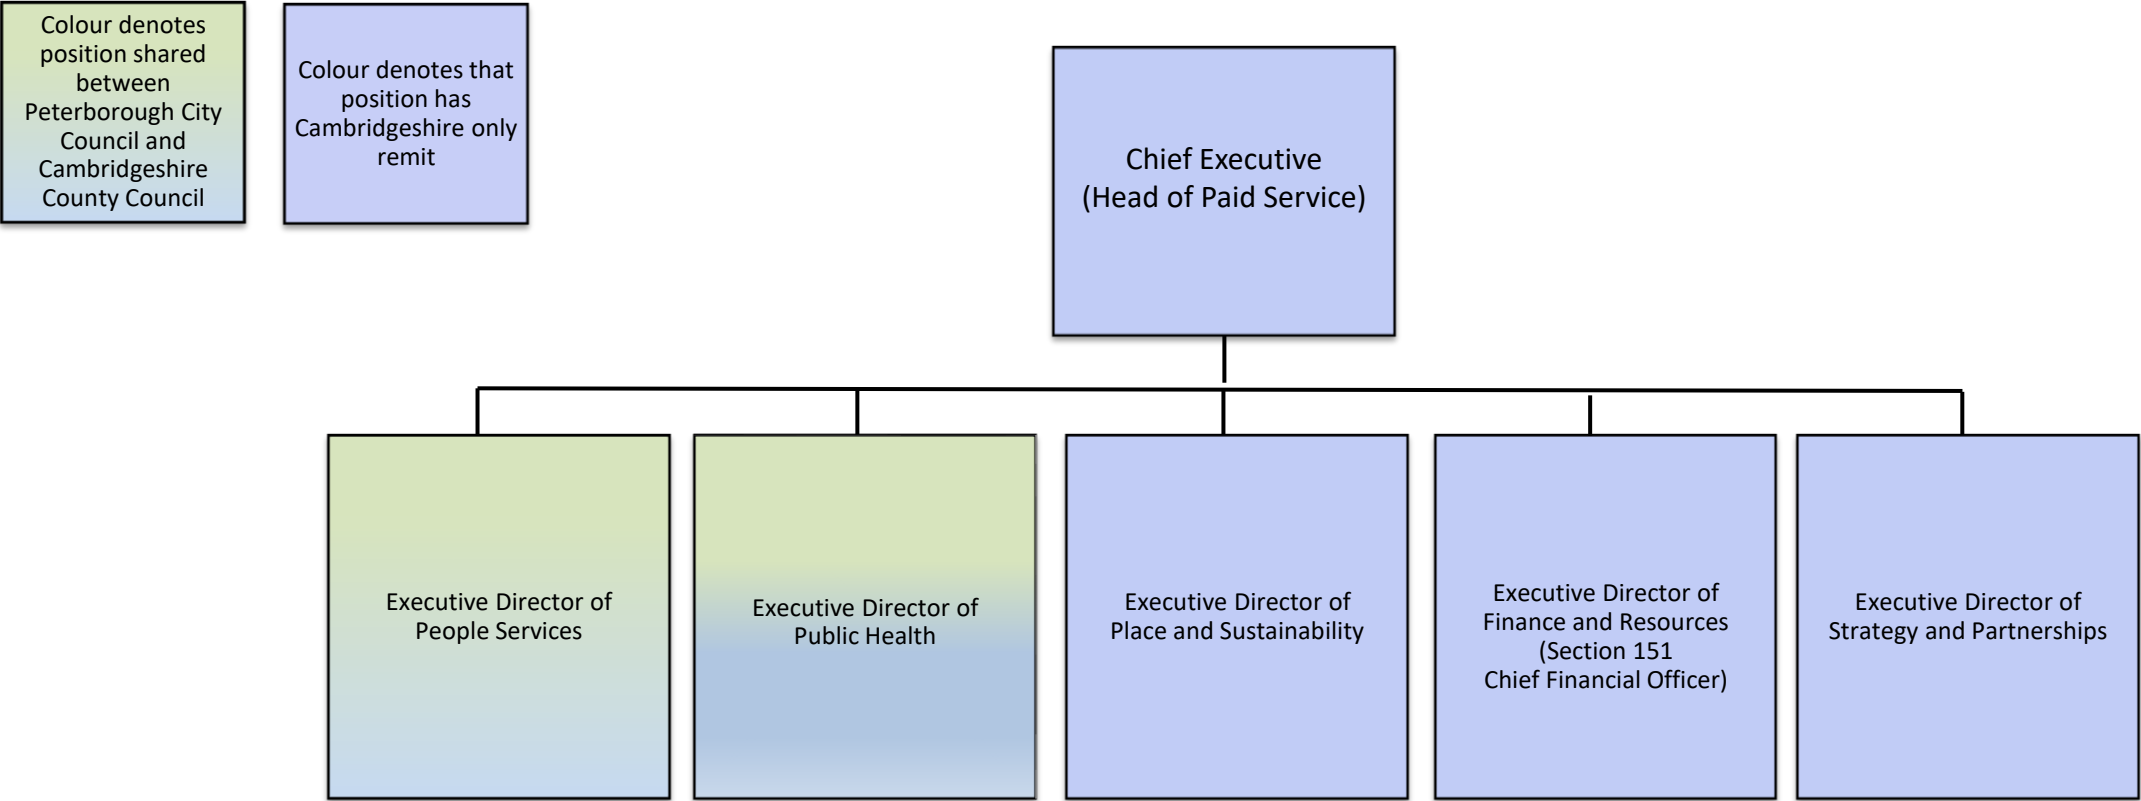 Colour denotes
position shared
between
Peterborough City
Council and
Cambridgeshire
County Council
Colour denotes that
position has
Cambridgeshire only
remit
Chief Executive
(Head of Paid Service)
Executive Director of
People Services
Executive Director of
Public Health
Executive Director of
Place and Sustainability
Executive Director of
Finance and Resources
(Section 151
Chief Financial Officer)
Executive Director of
Strategy and Partnerships